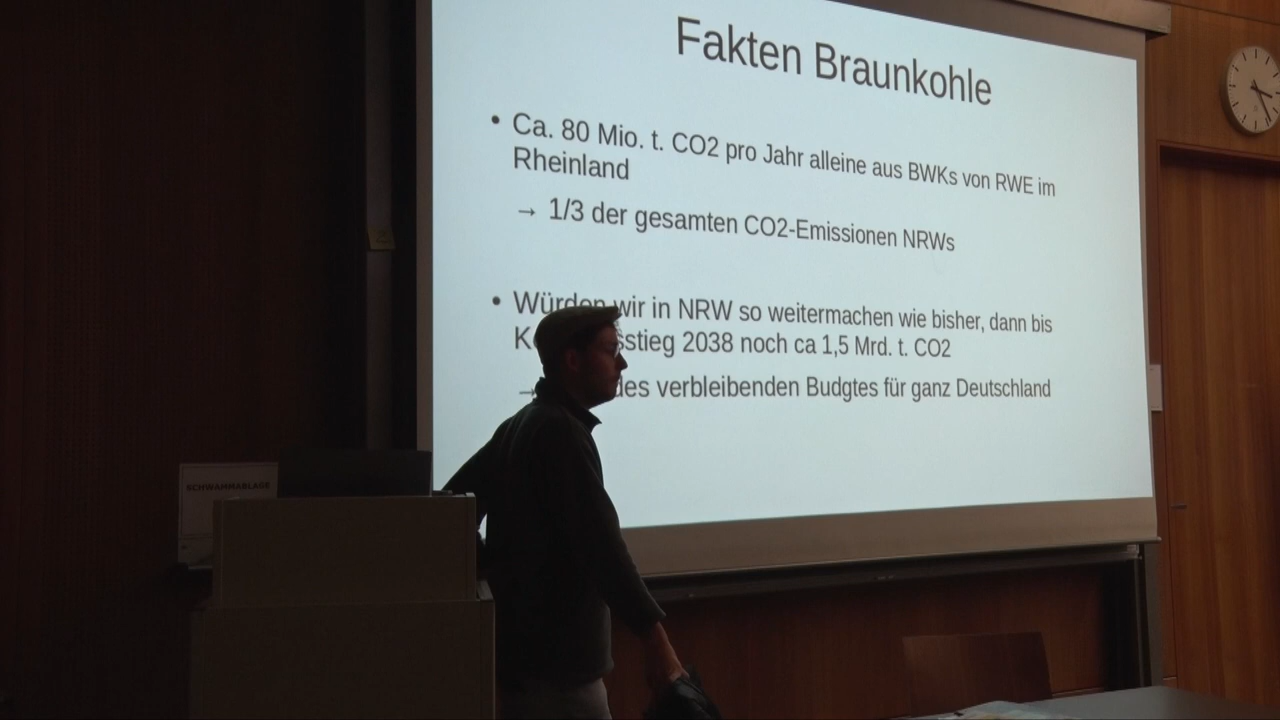 Fakten Braunkohle
• Ca. 80 Mio. t. CO2 pro Jahr alleine aus BWKs von RWE im
Rheinland
→ 1/3 der gesamten CO2-Emissionen NRWs
• Würden wir in NRW so weitermachen wie bisher, dann bis
2038 noch ca 1,5 Mrd. t. CO2
→ des verbleibenden Budgtes für ganz Deutschland
SCHWAMMABLAGE